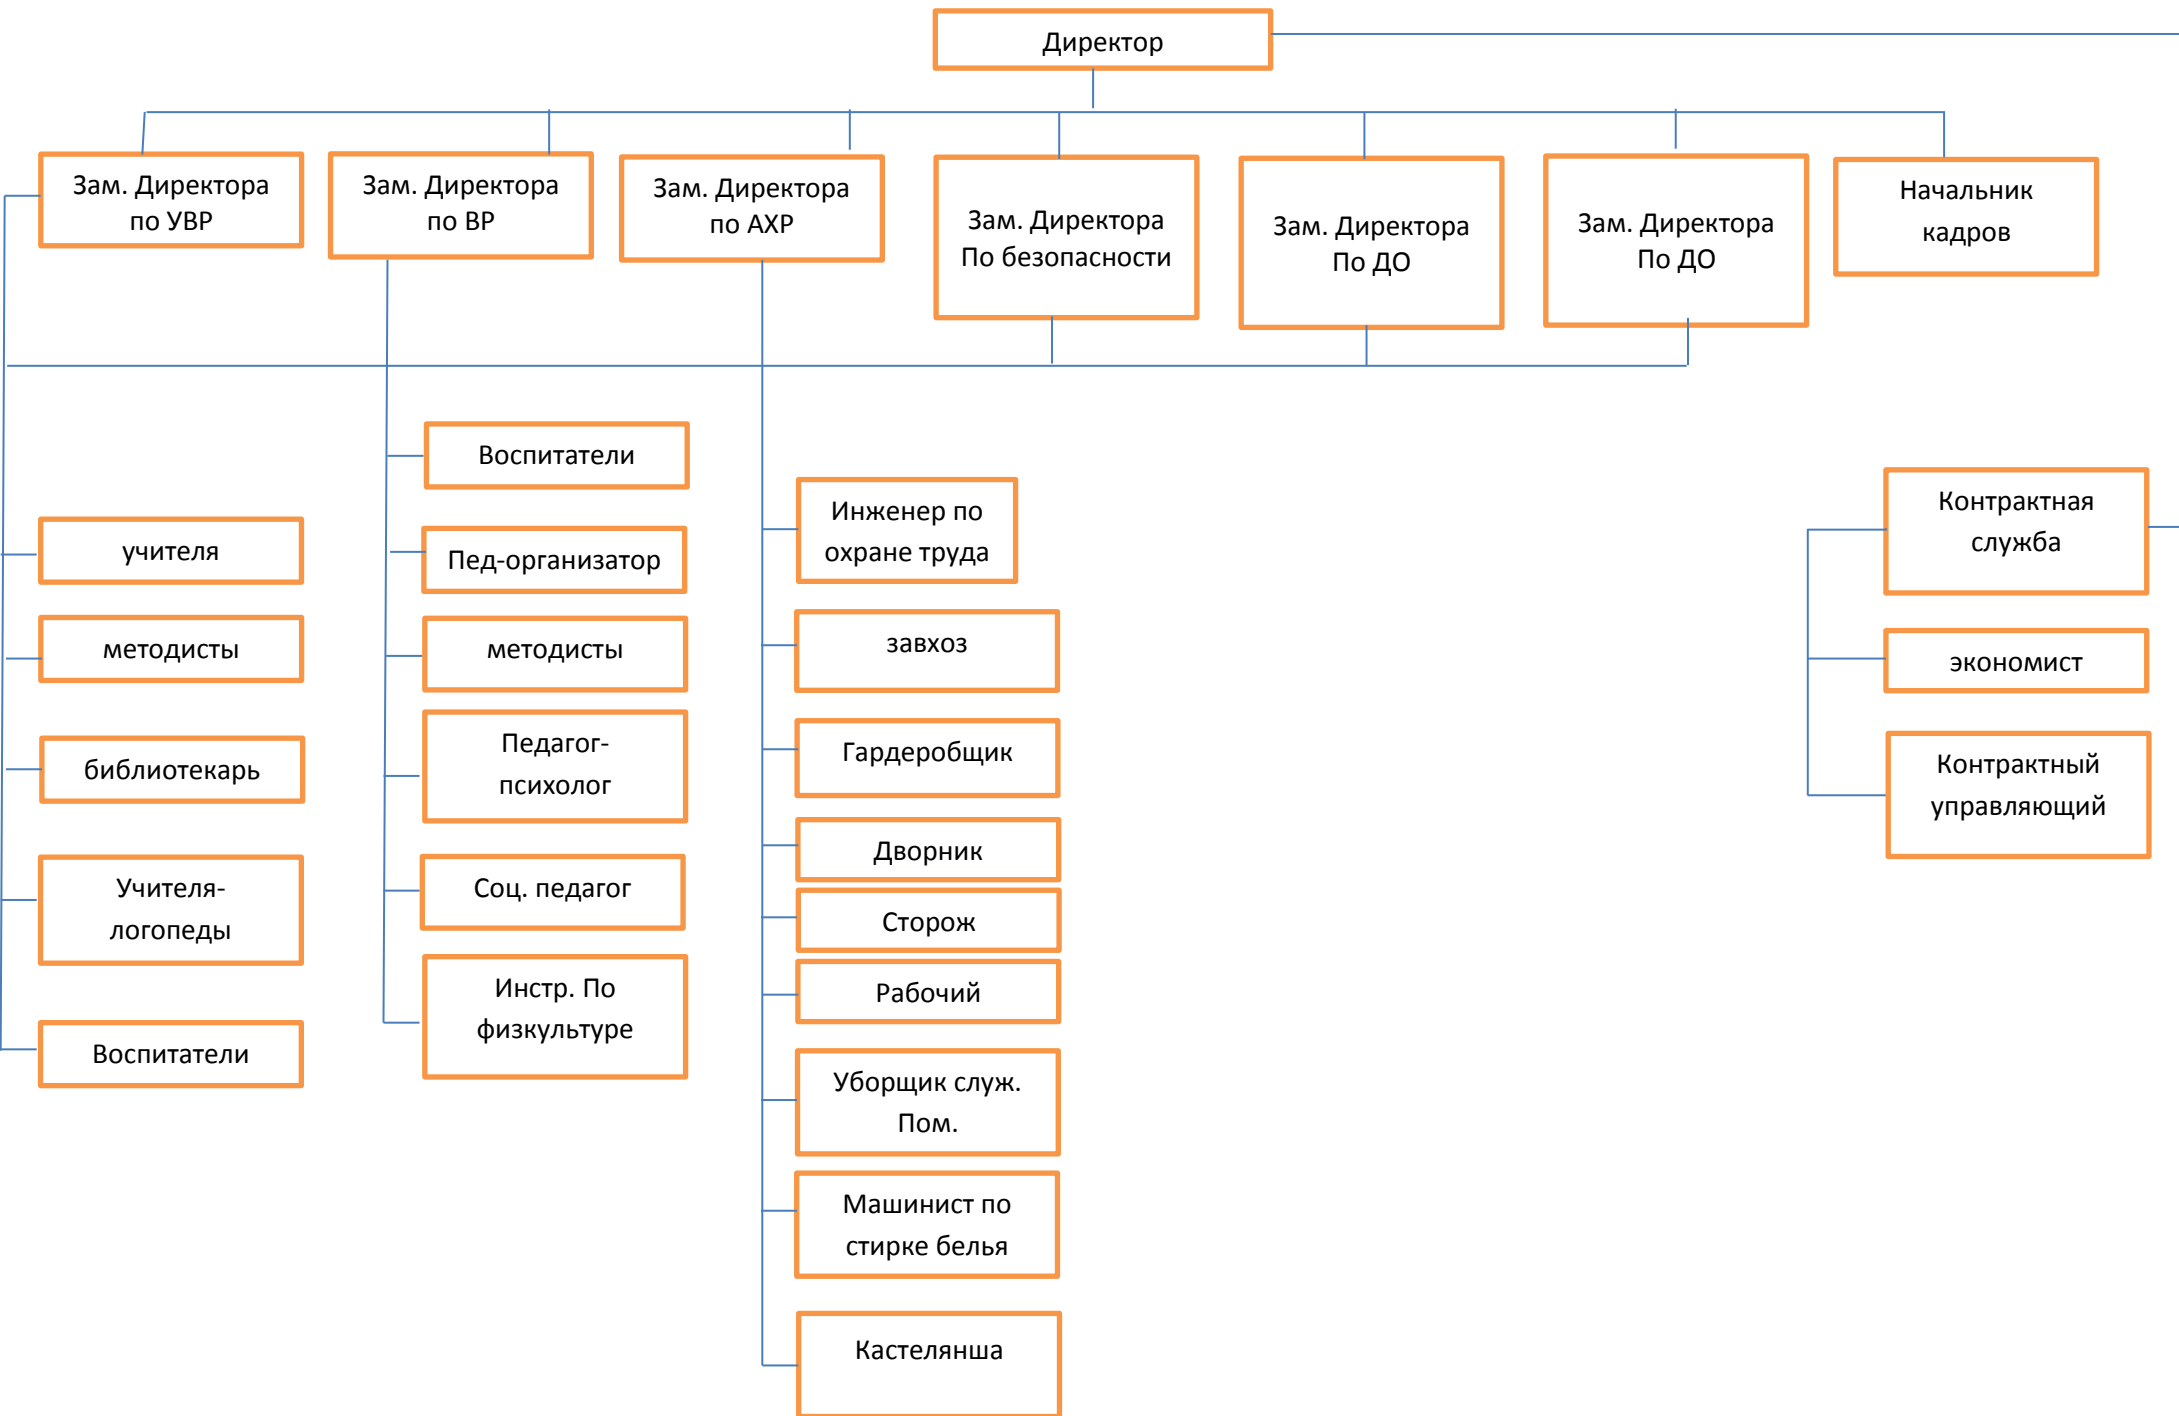 Директор
Зам. Директора
по УВР
Зам. Директора
по ВР
Зам. Директора
по АХР
Зам. Директора
По безопасности
Зам. Директора
По ДО
Зам. Директора
По ДО
Начальник
кадров
учителя
методисты
библиотекарь
Учителя-
логопеды
Воспитатели
Воспитатели
Пед-организатор
методисты
Педагог-
психолог
Соц. педагог
Инстр. По
физкультуре
Инженер по
охране труда
завхоз
Гардеробщик
Дворник
Сторож
Рабочий
Уборщик служ.
Пом.
Машинист по
стирке белья
Кастелянша
Контрактная
служба
экономист
Контрактный
управляющий